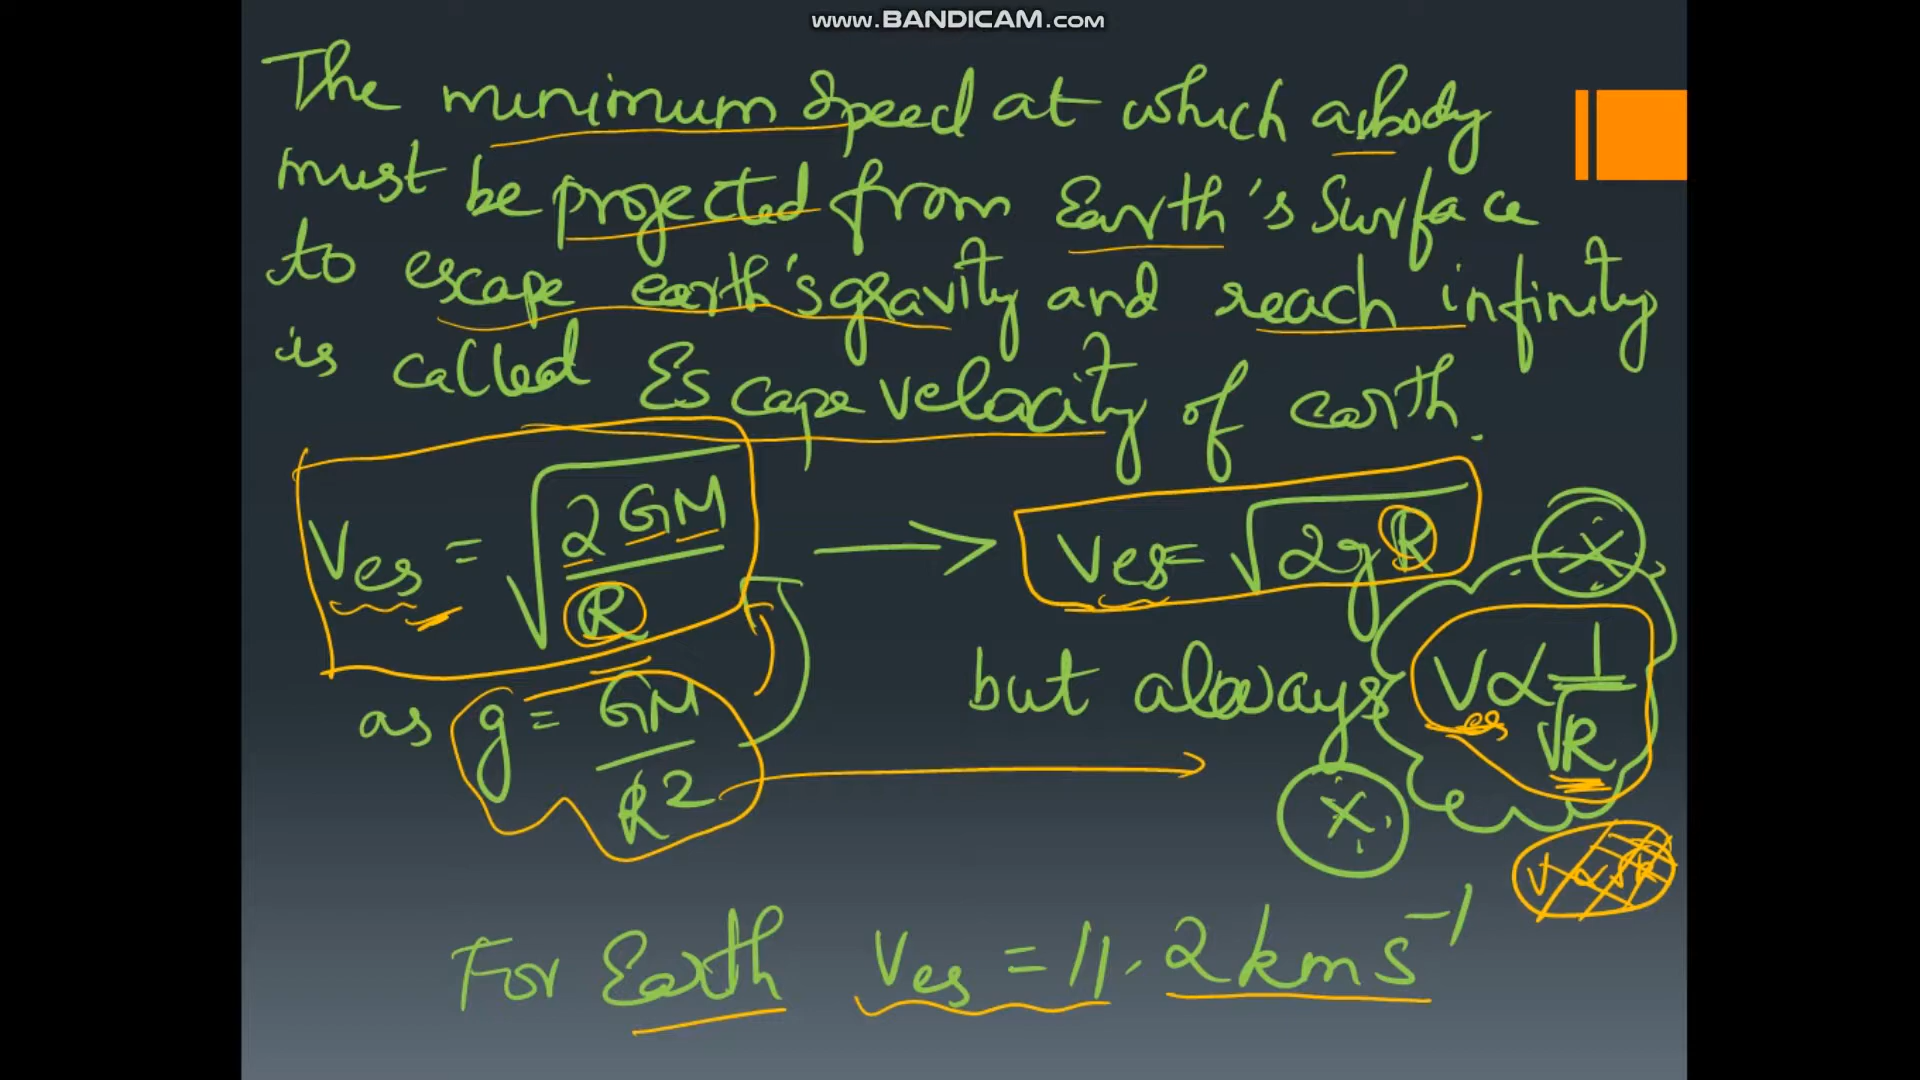 www.BANDICAM.com
The minimum speed at which a body
must be projected from Earth's Surface
to escape earth's gravity and reach infinity
is called Escape velocity of earth.
Ves = √(2GM/R) → Ves = √2gR
as g = GM/R² but always V es ∝ 1/√R
V ∝ √R
For Earth Ves = 11.2 kms⁻¹